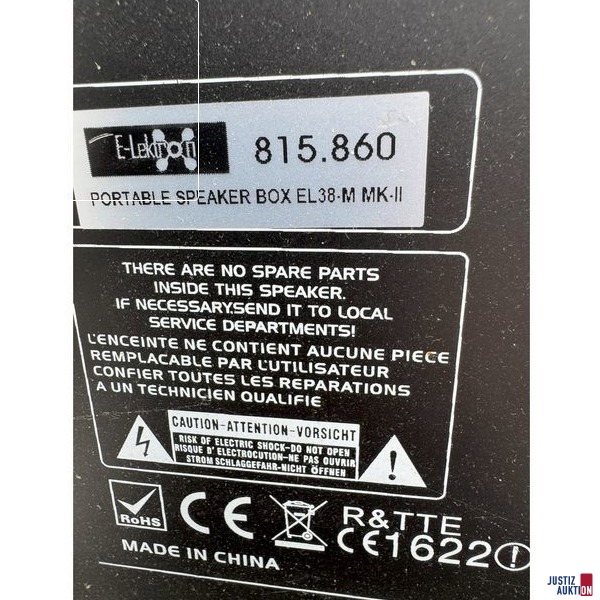 E-Lektron
815.860
PORTABLE SPEAKER BOX EL38-M MK-II
THERE ARE NO SPARE PARTS
INSIDE THIS SPEAKER.
IF NECESSARY.SEND IT TO LOCAL
SERVICE DEPARTMENTS!
L'ENCEINTE NE CONTIENT AUCUNE PIECE
REMPLACABLE PAR L'UTILISATEUR
CONFIER TOUTES LES REPARATIONS
A UN TECHNICIEN QUALIFIE
CAUTION-ATTENTION-VORSICHT
RISK OF ELECTRIC SHOCK-DO NOT OPEN
RISQUE D' ELECTROCUTION-NE PAS OUVRIR
STROM SCHLAGGEFAHR-NICHT ÖFFNEN
RoHS
CE
R&TTE
CE1622
MADE IN CHINA
JUSTIZ
AUKTION